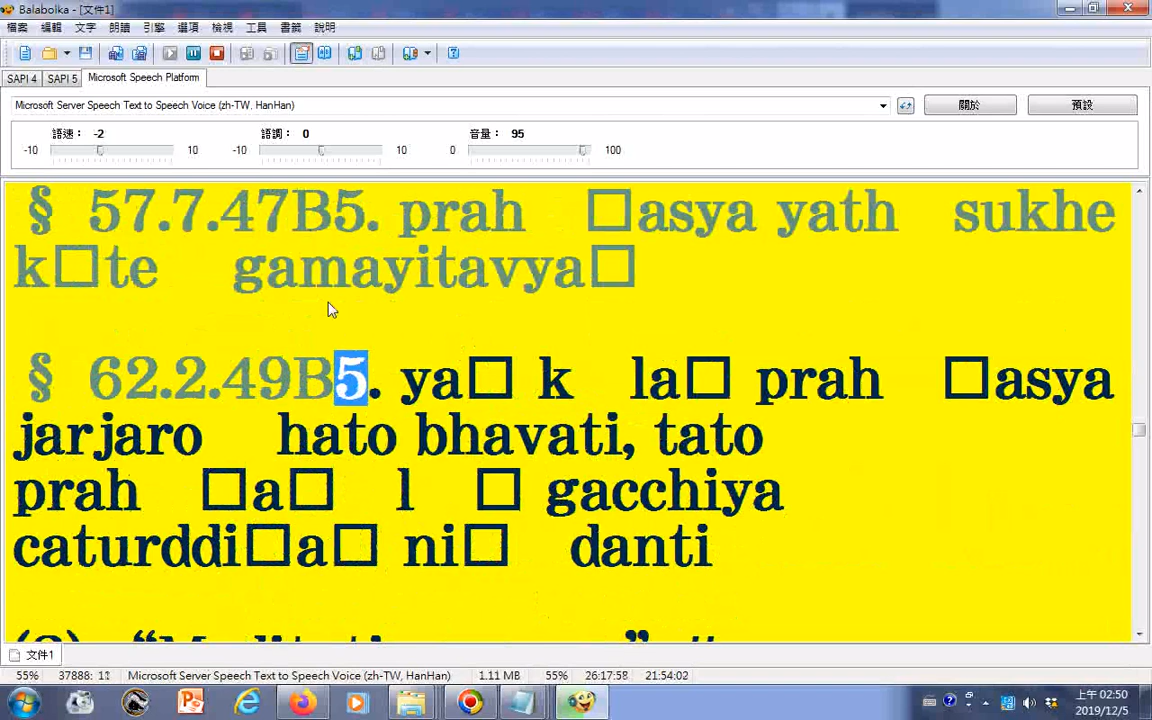 Balabolka - [文件1]
檔案 編輯 文字 朗讀 引擎 選項 檢視 工具 書籤 說明
SAPI 4 SAPI 5 Microsoft Speech Platform
Microsoft Server Speech Text to Speech Voice (zh-TW, HanHan) 關於 預設
語速： -2 語調： 0 音量： 95
-10 10 -10 10 0 100
§ 57.7.47B5. prah □asya yath sukhe
k□te gamayitavya□
§ 62.2.49B5. ya□ k la□ prah □asya
jarjaro hato bhavati, tato
prah □a□ l □ gacchiya
caturddi□a□ ni□ danti
文件1
55% 37888: 11 Microsoft Server Speech Text to Speech Voice (zh-TW, HanHan) 1.11 MB 55% 26:17:58 21:54:02
上午 02:50
2019/12/5